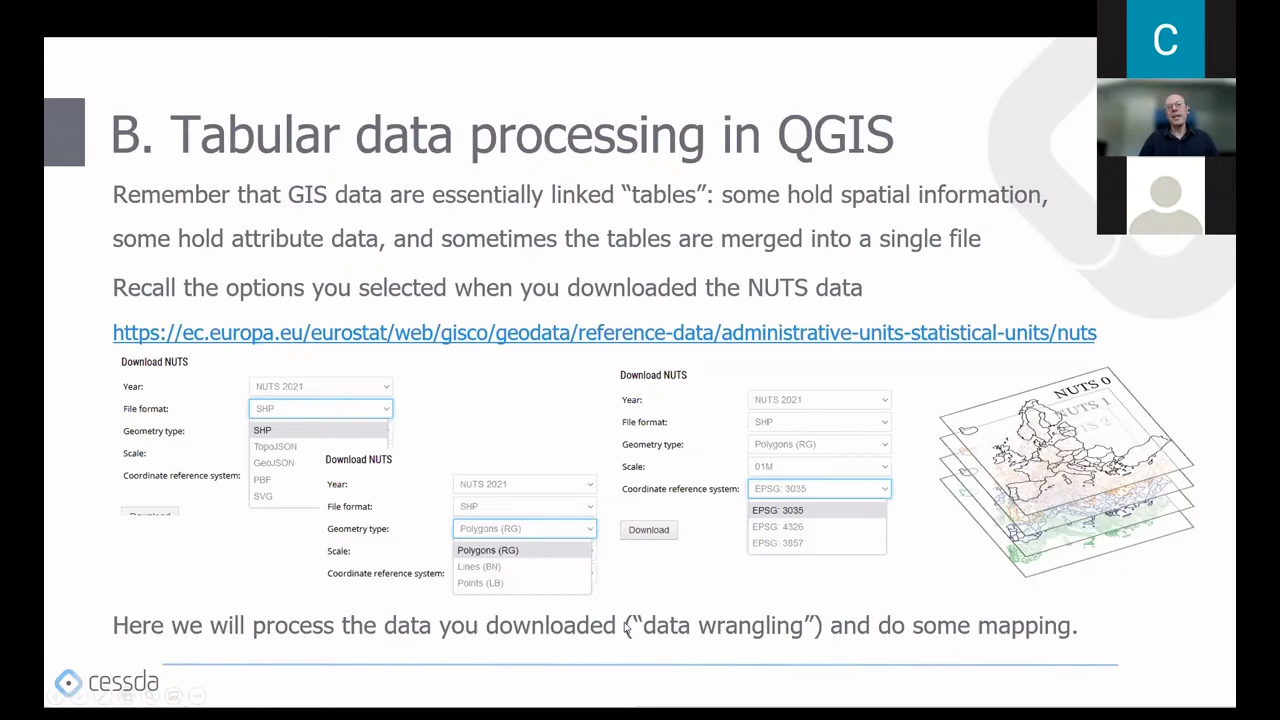 C
B. Tabular data processing in QGIS
Remember that GIS data are essentially linked “tables”: some hold spatial information,
some hold attribute data, and sometimes the tables are merged into a single file
Recall the options you selected when you downloaded the NUTS data
https://ec.europa.eu/eurostat/web/gisco/geodata/reference-data/administrative-units-statistical-units/nuts
Download NUTS
Year: NUTS 2021
File format: SHP
Geometry type:
Scale:
Coordinate reference system:
SHP
TopoJSON
GeoJSON
PBF
SVG
Download
Download NUTS
Year: NUTS 2021
File format: SHP
Geometry type: Polygons (RG)
Scale:
Coordinate reference system:
Polygons (RG)
Lines (BN)
Points (LB)
Download NUTS
Year: NUTS 2021
File format: SHP
Geometry type: Polygons (RG)
Scale: 01M
Coordinate reference system: EPSG: 3035
EPSG: 3035
EPSG: 4326
EPSG: 3857
Download
NUTS 0
NUTS 1
Here we will process the data you downloaded (“data wrangling”) and do some mapping.
cessda